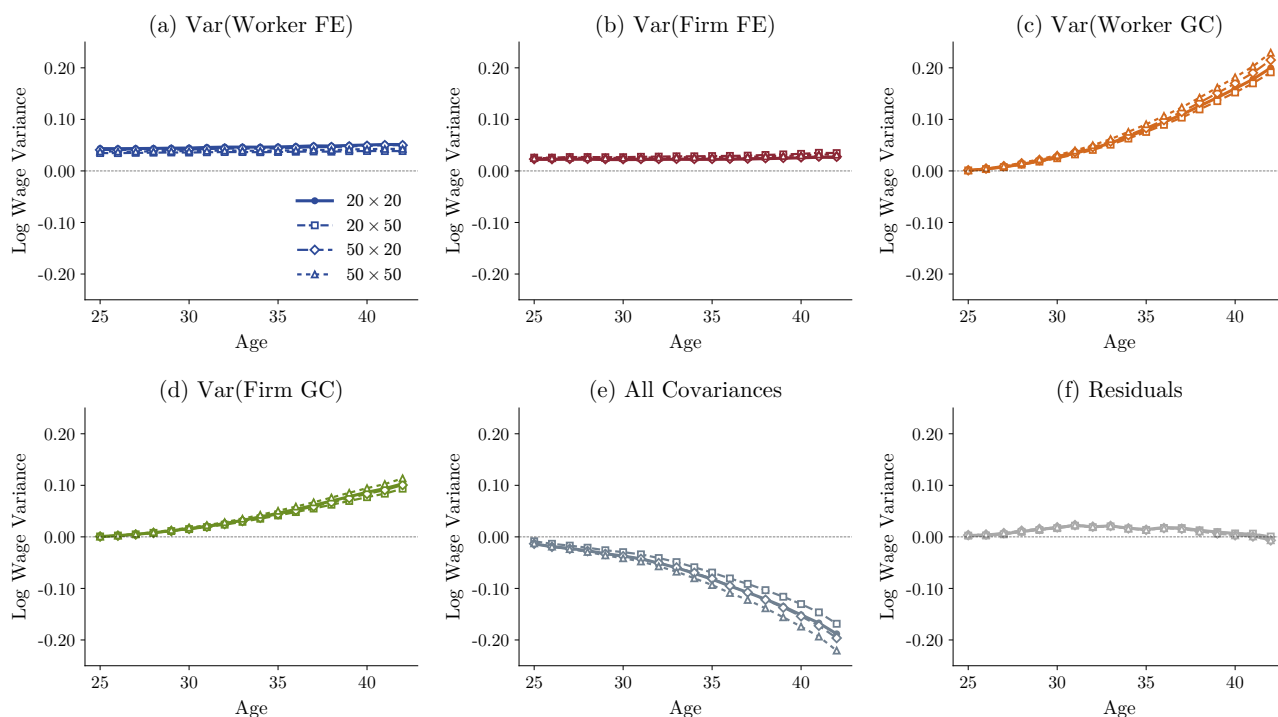 (a) Var(Worker FE)
Log Wage Variance
0.20
0.10
0.00
-0.10
-0.20
20 × 20
20 × 50
50 × 20
50 × 50
25 30 35 40
Age
(b) Var(Firm FE)
Log Wage Variance
0.20
0.10
0.00
-0.10
-0.20
25 30 35 40
Age
(c) Var(Worker GC)
Log Wage Variance
0.20
0.10
0.00
-0.10
-0.20
25 30 35 40
Age
(d) Var(Firm GC)
Log Wage Variance
0.20
0.10
0.00
-0.10
-0.20
25 30 35 40
Age
(e) All Covariances
Log Wage Variance
0.20
0.10
0.00
-0.10
-0.20
25 30 35 40
Age
(f) Residuals
Log Wage Variance
0.20
0.10
0.00
-0.10
-0.20
25 30 35 40
Age